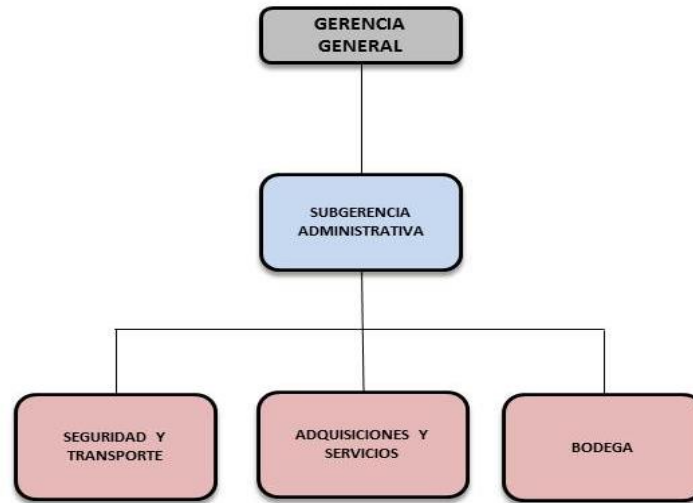 GERENCIA
GENERAL
SUBGERENCIA
ADMINISTRATIVA
SEGURIDAD Y
TRANSPORTE
ADQUISICIONES Y
SERVICIOS
BODEGA